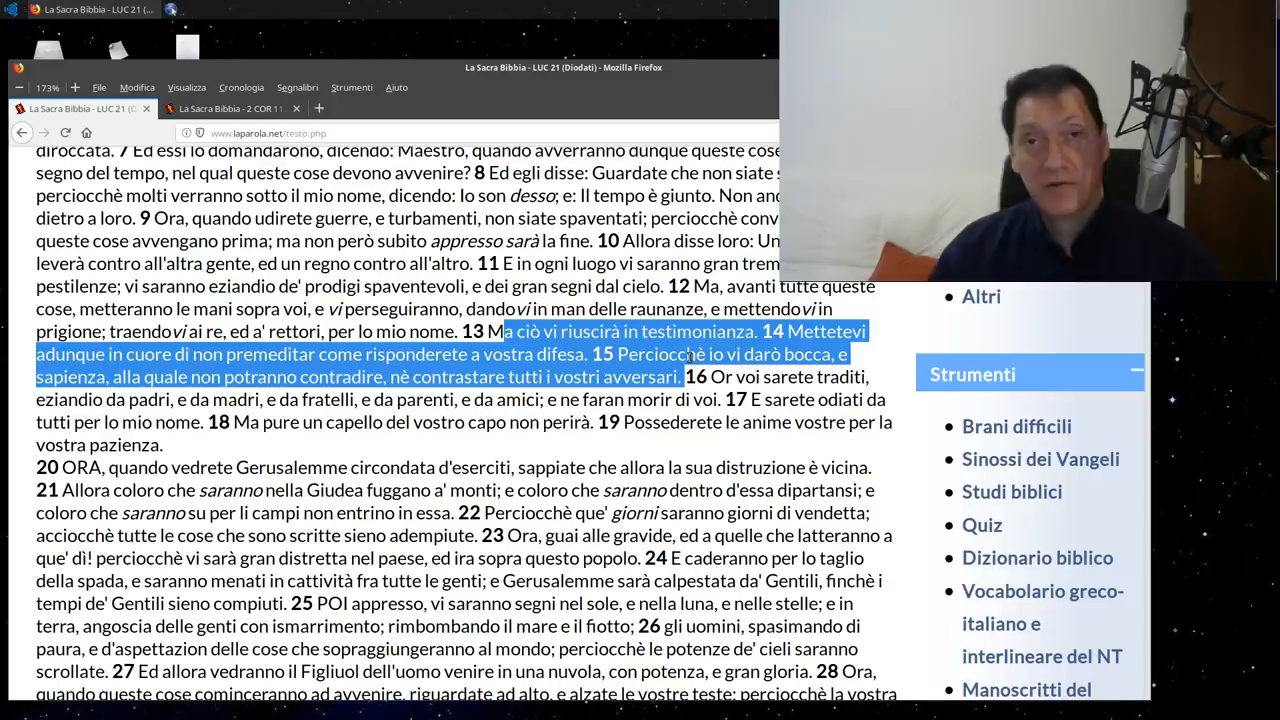 La Sacra Bibbia - LUC 21 (...
La Sacra Bibbia - LUC 21 (Diodati) - Mozilla Firefox
173% File Modifica Visualizza Cronologia Segnalibri Strumenti Aiuto
La Sacra Bibbia - LUC 21 (D
La Sacra Bibbia - 2 COR 11
www.laparola.net/testo.php
diroccata. 7 Ed essi lo domandarono, dicendo: Maestro, quando avverranno dunque queste cose
segno del tempo, nel qual queste cose devono avvenire? 8 Ed egli disse: Guardate che non siate s
perciocchè molti verranno sotto il mio nome, dicendo: Io son desso; e: Il tempo è giunto. Non and
dietro a loro. 9 Ora, quando udirete guerre, e turbamenti, non siate spaventati; perciocchè conv
queste cose avvengano prima; ma non però subito appresso sarà la fine. 10 Allora disse loro: Un
leverà contro all'altra gente, ed un regno contro all'altro. 11 E in ogni luogo vi saranno gran trem
pestilenze; vi saranno eziandio de' prodigi spaventevoli, e dei gran segni dal cielo. 12 Ma, avanti tutte queste
cose, metteranno le mani sopra voi, e vi perseguiranno, dandovi in man delle raunanze, e mettendovi in
prigione; traendovi ai re, ed a' rettori, per lo mio nome. 13 Ma ciò vi riuscirà in testimonianza. 14 Mettetevi
adunque in cuore di non premeditar come risponderete a vostra difesa. 15 Perciocchè io vi darò bocca, e
sapienza, alla quale non potranno contradire, nè contrastare tutti i vostri avversari. 16 Or voi sarete traditi,
eziandio da padri, e da madri, e da fratelli, e da parenti, e da amici; e ne faran morir di voi. 17 E sarete odiati da
tutti per lo mio nome. 18 Ma pure un capello del vostro capo non perirà. 19 Possederete le anime vostre per la
vostra pazienza.
20 ORA, quando vedrete Gerusalemme circondata d'eserciti, sappiate che allora la sua distruzione è vicina.
21 Allora coloro che saranno nella Giudea fuggano a' monti; e coloro che saranno dentro d'essa dipartansi; e
coloro che saranno su per li campi non entrino in essa. 22 Perciocchè que' giorni saranno giorni di vendetta;
acciocchè tutte le cose che sono scritte sieno adempiute. 23 Ora, guai alle gravide, ed a quelle che latteranno a
que' dì! perciocchè vi sarà gran distretta nel paese, ed ira sopra questo popolo. 24 E caderanno per lo taglio
della spada, e saranno menati in cattività fra tutte le genti; e Gerusalemme sarà calpestata da' Gentili, finchè i
tempi de' Gentili sieno compiuti. 25 POI appresso, vi saranno segni nel sole, e nella luna, e nelle stelle; e in
terra, angoscia delle genti con ismarrimento; rimbombando il mare e il fiotto; 26 gli uomini, spasimando di
paura, e d'aspettazion delle cose che sopraggiungeranno al mondo; perciocchè le potenze de' cieli saranno
scrollate. 27 Ed allora vedranno il Figliuol dell'uomo venire in una nuvola, con potenza, e gran gloria. 28 Ora,
quando queste cose cominceranno ad avvenire, riguardate ad alto, e alzate le vostre teste; perciocchè la vostra
Altri
Strumenti
Brani difficili
Sinossi dei Vangeli
Studi biblici
Quiz
Dizionario biblico
Vocabolario greco-
italiano e
interlineare del NT
Manoscritti del